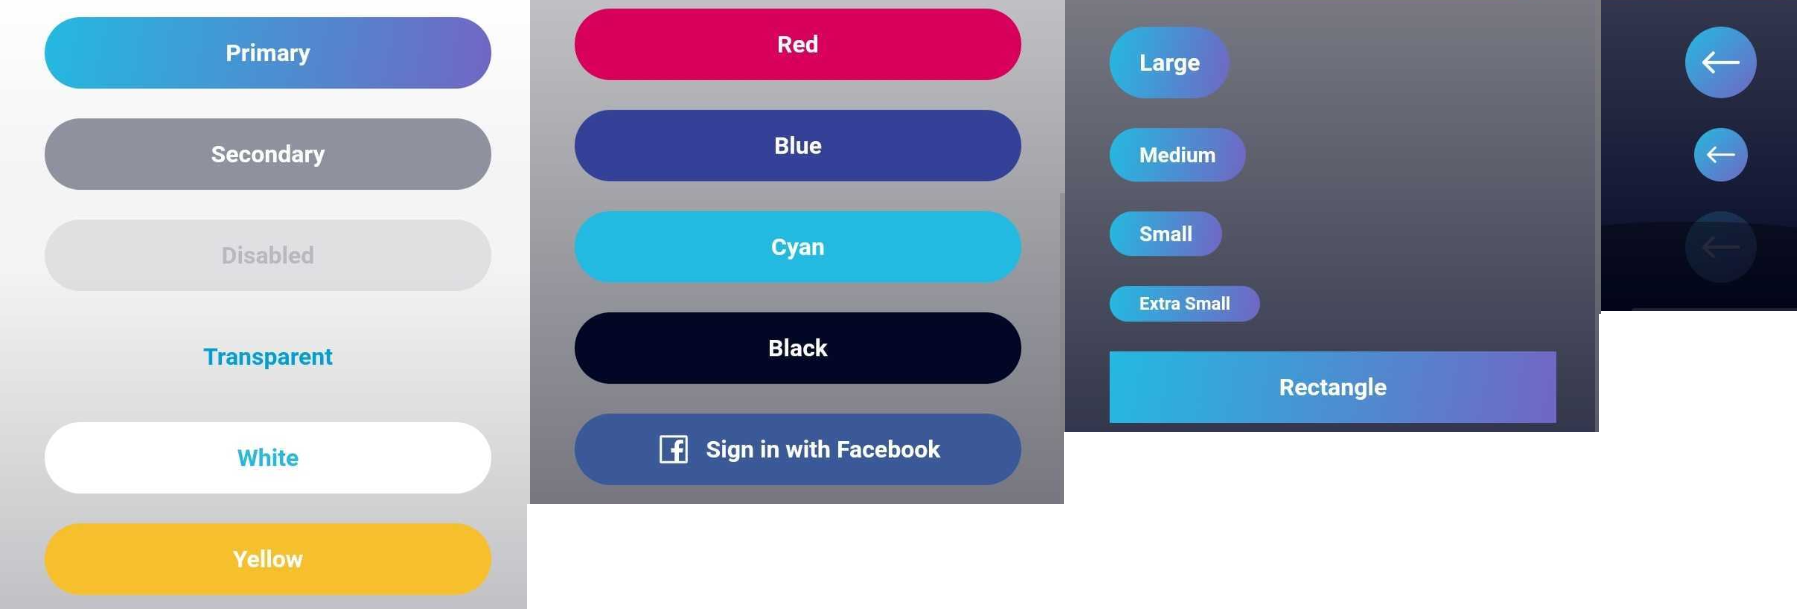 Primary
Secondary
Disabled
Transparent
White
Yellow
Red
Blue
Cyan
Black
Sign in with Facebook
Large
Medium
Small
Extra Small
Rectangle